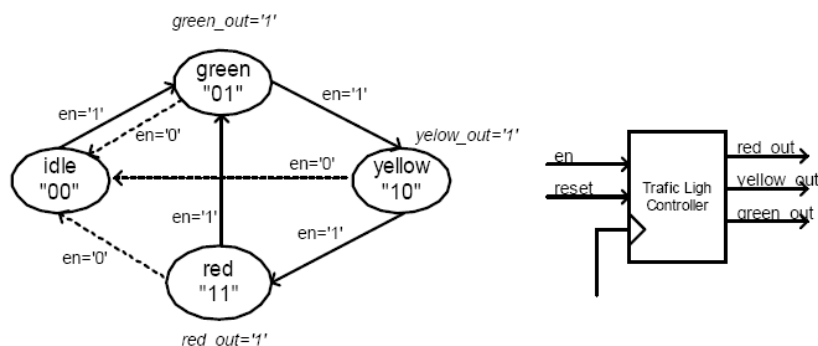 green_out='1'
green
"01"
en='1'
en='0'
en='1'
yelow_out='1'
idle
"00"
en='0'
yellow
"10"
en='1'
en='0'
en='1'
red
"11"
red_out='1'
en
reset
Trafic Ligh
Controller
red_out
yellow_out
green_out